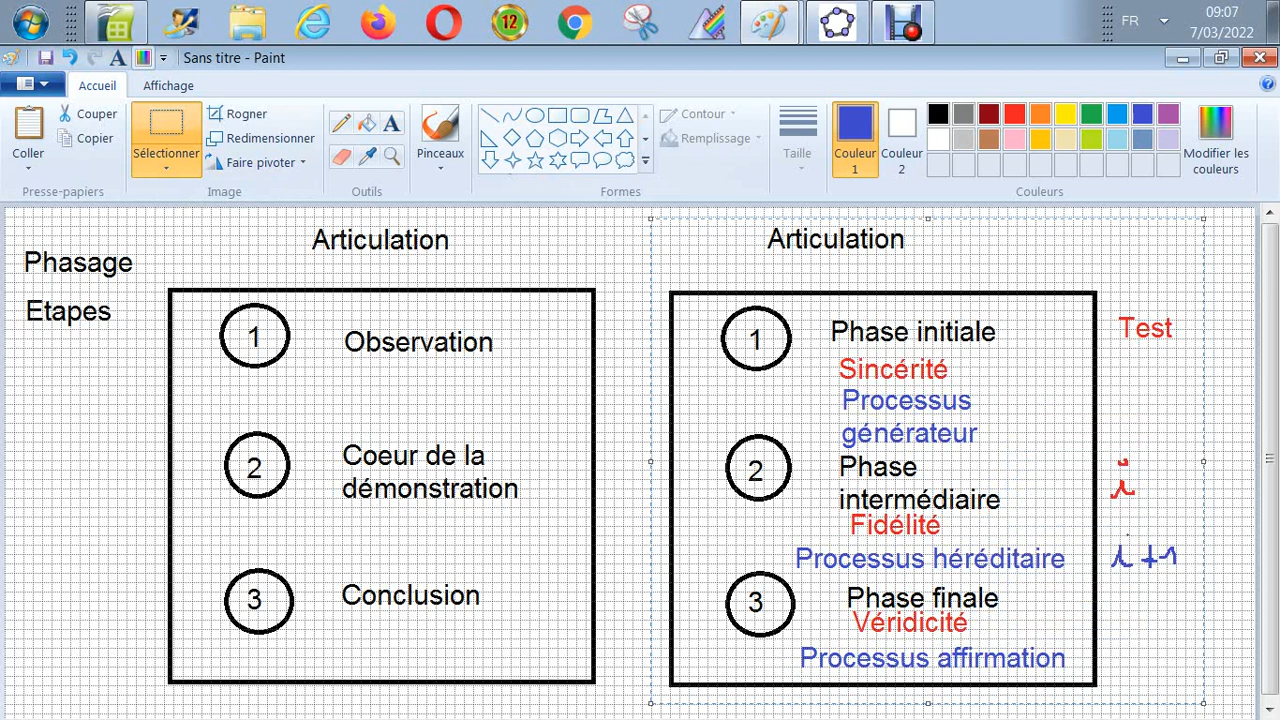 12
FR
09:07
7/03/2022
Sans titre - Paint
Accueil
Affichage
Coller
Couper
Copier
Presse-papiers
Sélectionner
Rogner
Redimensionner
Faire pivoter
Image
A
Outils
Pinceaux
Formes
Contour
Remplissage
Taille
Couleur
1
Couleur
2
Modifier les
couleurs
Couleurs
Phasage
Etapes
Articulation
1
Observation
2
Coeur de la
démonstration
3
Conclusion
Articulation
1
Phase initiale
Sincérité
Processus
générateur
2
Phase
intermédiaire
Fidélité
Processus héréditaire
3
Phase finale
Véridicité
Processus affirmation
Test
i
i +1